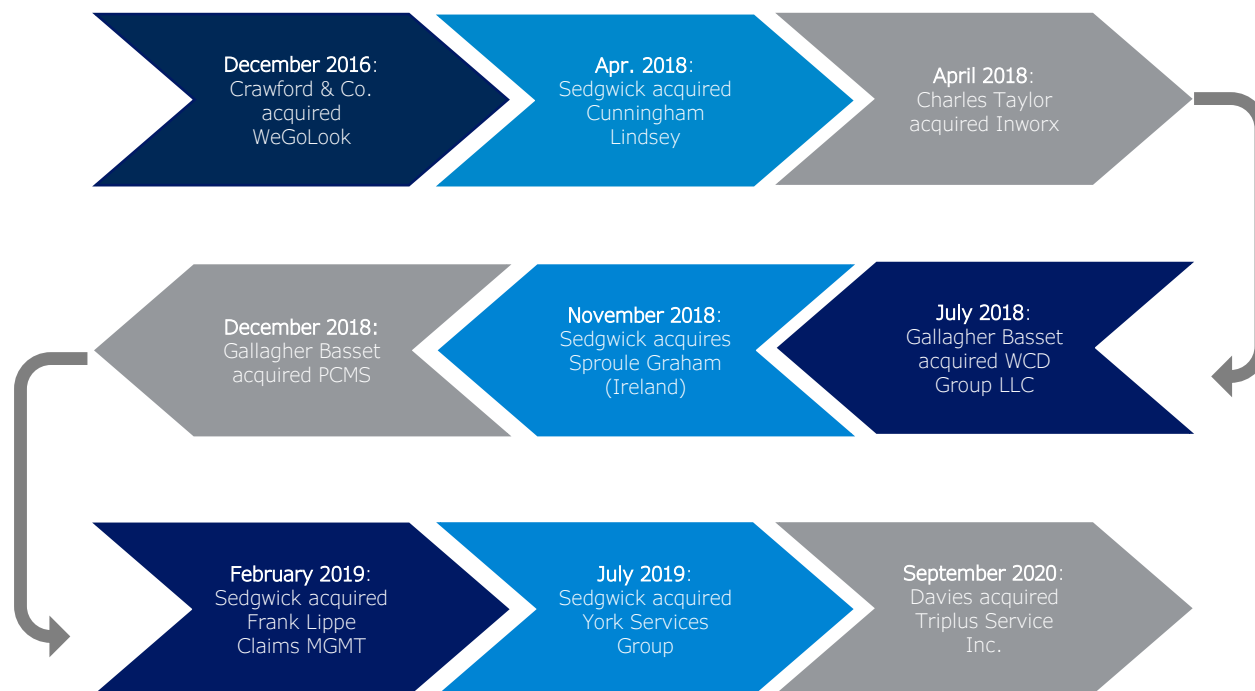 December 2016:
Crawford & Co.
acquired
WeGoLook
Apr. 2018:
Sedgwick acquired
Cunningham
Lindsey
April 2018:
Charles Taylor
acquired Inworx
July 2018:
Gallagher Basset
acquired WCD
Group LLC
November 2018:
Sedgwick acquires
Sproule Graham
(Ireland)
December 2018:
Gallagher Basset
acquired PCMS
February 2019:
Sedgwick acquired
Frank Lippe
Claims MGMT
July 2019:
Sedgwick acquired
York Services
Group
September 2020:
Davies acquired
Triplus Service
Inc.